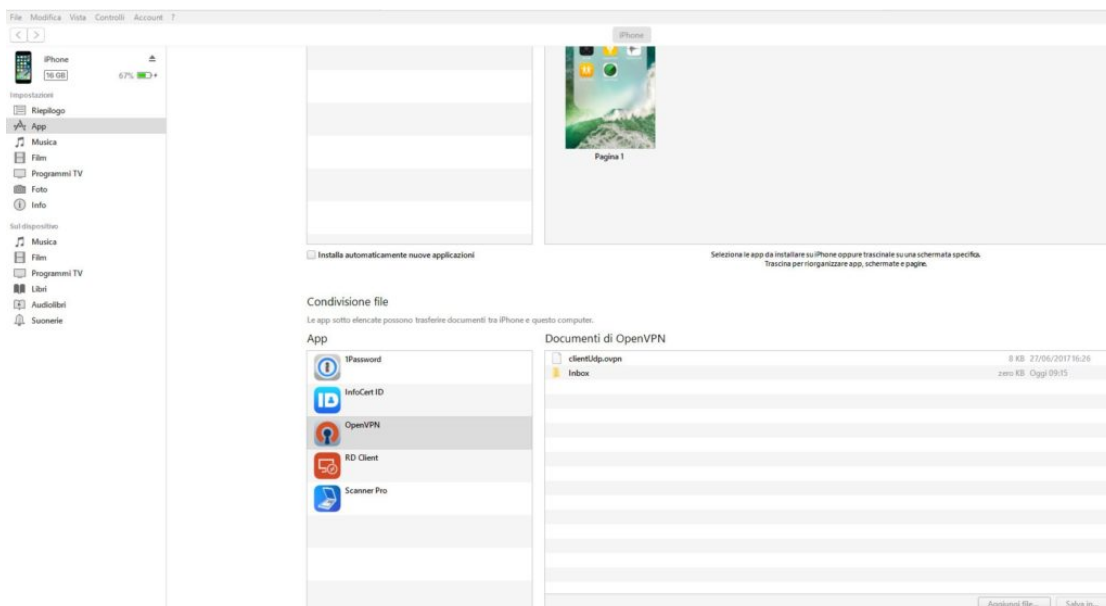 File Modifica Vista Controlli Account ?
< >
iPhone
iPhone
16 GB 67%
Impostazioni
Riepilogo
App
Musica
Film
Programmi TV
Foto
Info
Sul dispositivo
Musica
Film
Programmi TV
Libri
Audiolibri
Suonerie
Pagina 1
Installa automaticamente nuove applicazioni
Seleziona le app da installare su iPhone oppure trascinale su una schermata specifica.
Trascina per riorganizzare app, schermate e pagine.
Condivisione file
Le app sotto elencate possono trasferire documenti tra iPhone e questo computer.
App
1Password
InfoCert ID
OpenVPN
RD Client
Scanner Pro
Documenti di OpenVPN
clientUdp.ovpn 8 KB 27/06/2017 16:26
Inbox zero KB Oggi 09:15
Aggiungi file... Salva in...